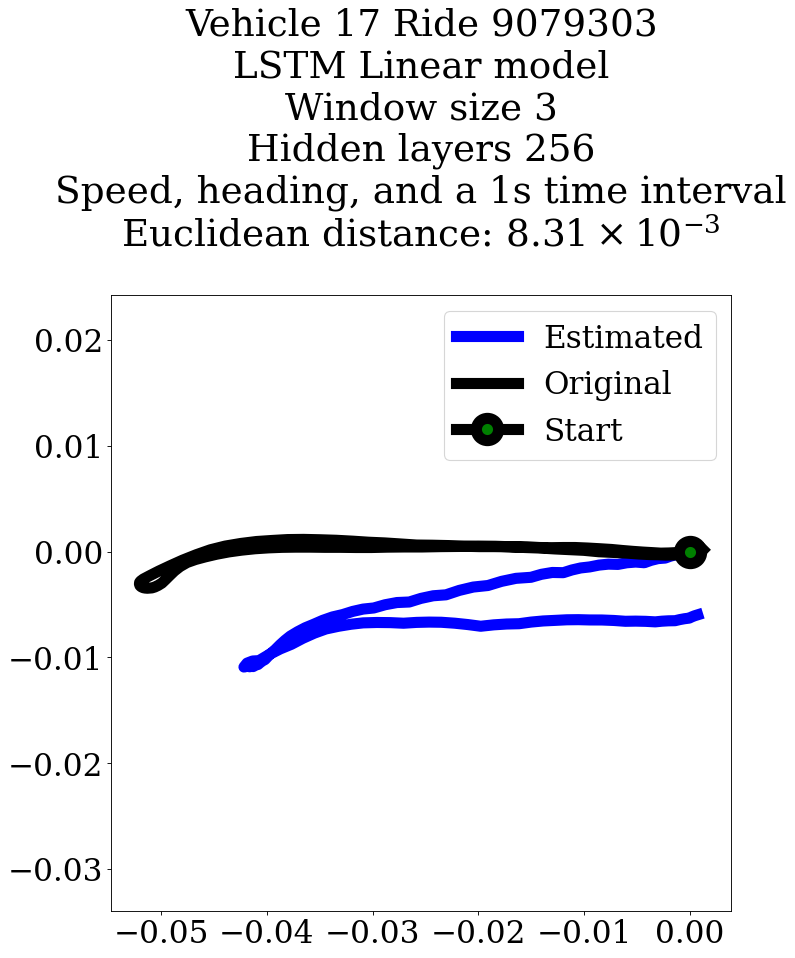 Vehicle 17 Ride 9079303
LSTM Linear model
Window size 3
Hidden layers 256
Speed, heading, and a 1s time interval
Euclidean distance: 8.31 × 10⁻³
Estimated
Original
Start
0.02
0.01
0.00
−0.01
−0.02
−0.03
−0.05 −0.04 −0.03 −0.02 −0.01 0.00